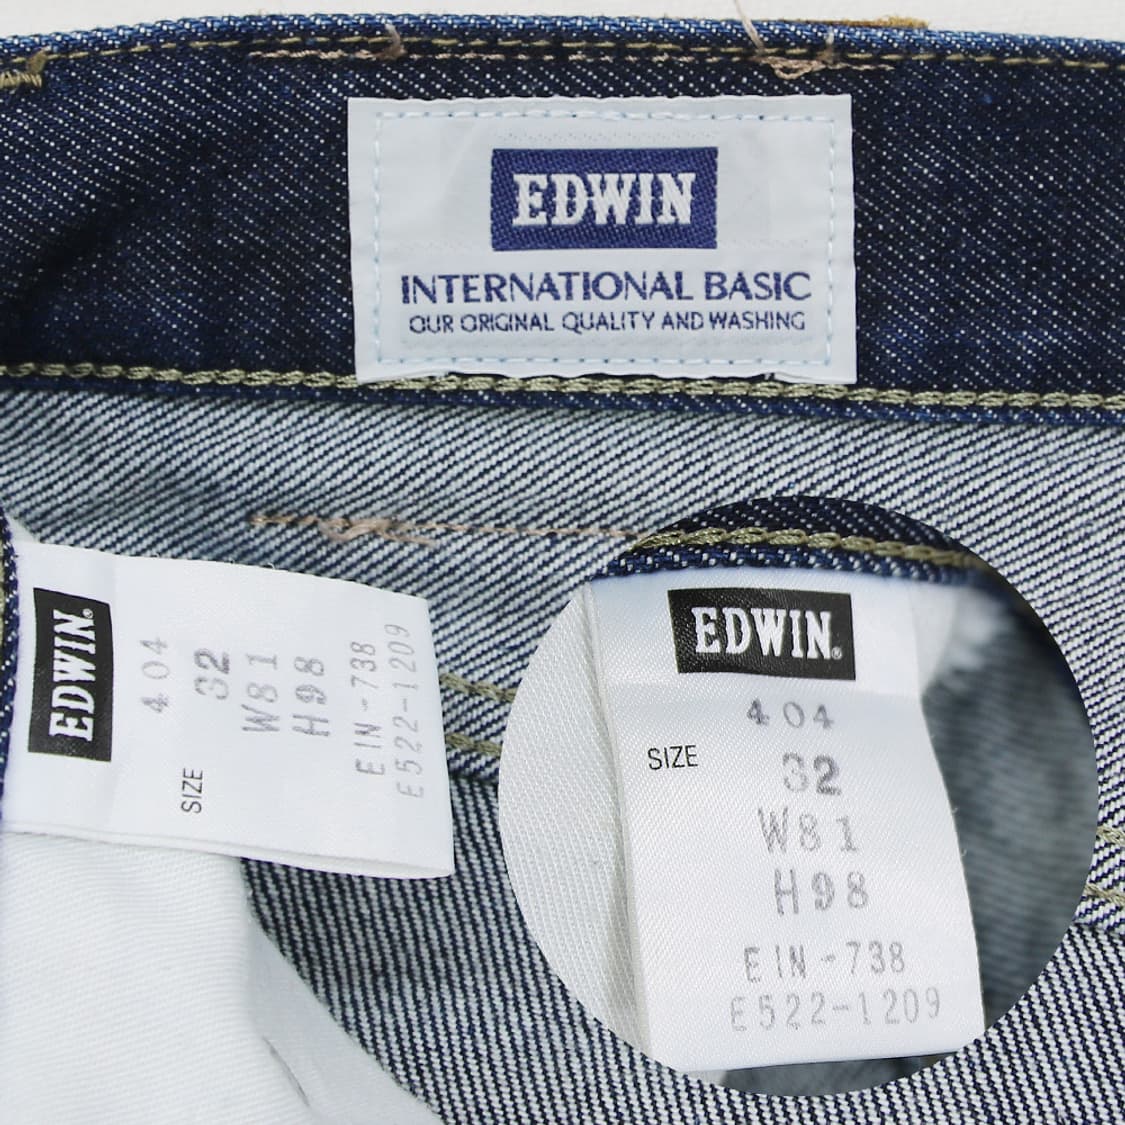 EDWIN
INTERNATIONAL BASIC
OUR ORIGINAL QUALITY AND WASHING
EDWIN®
404
SIZE 32
W81
H98
EIN-738
E522-1209
EDWIN®
404
SIZE 32
W81
H98
EIN-738
E522-1209